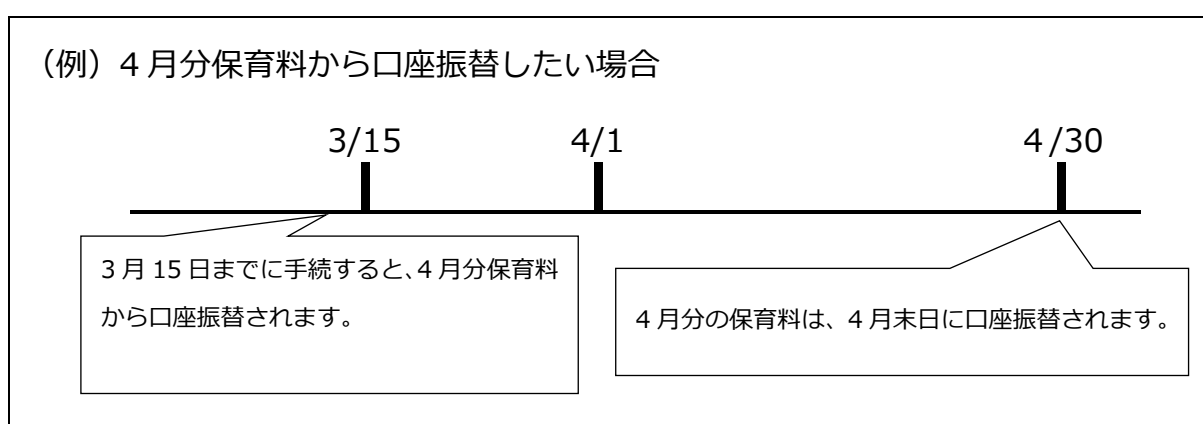 （例）４月分保育料から口座振替したい場合
3/15 4/1 ４/30
３月 15 日までに手続すると、４月分保育料
から口座振替されます。
４月分の保育料は、４月末日に口座振替されます。